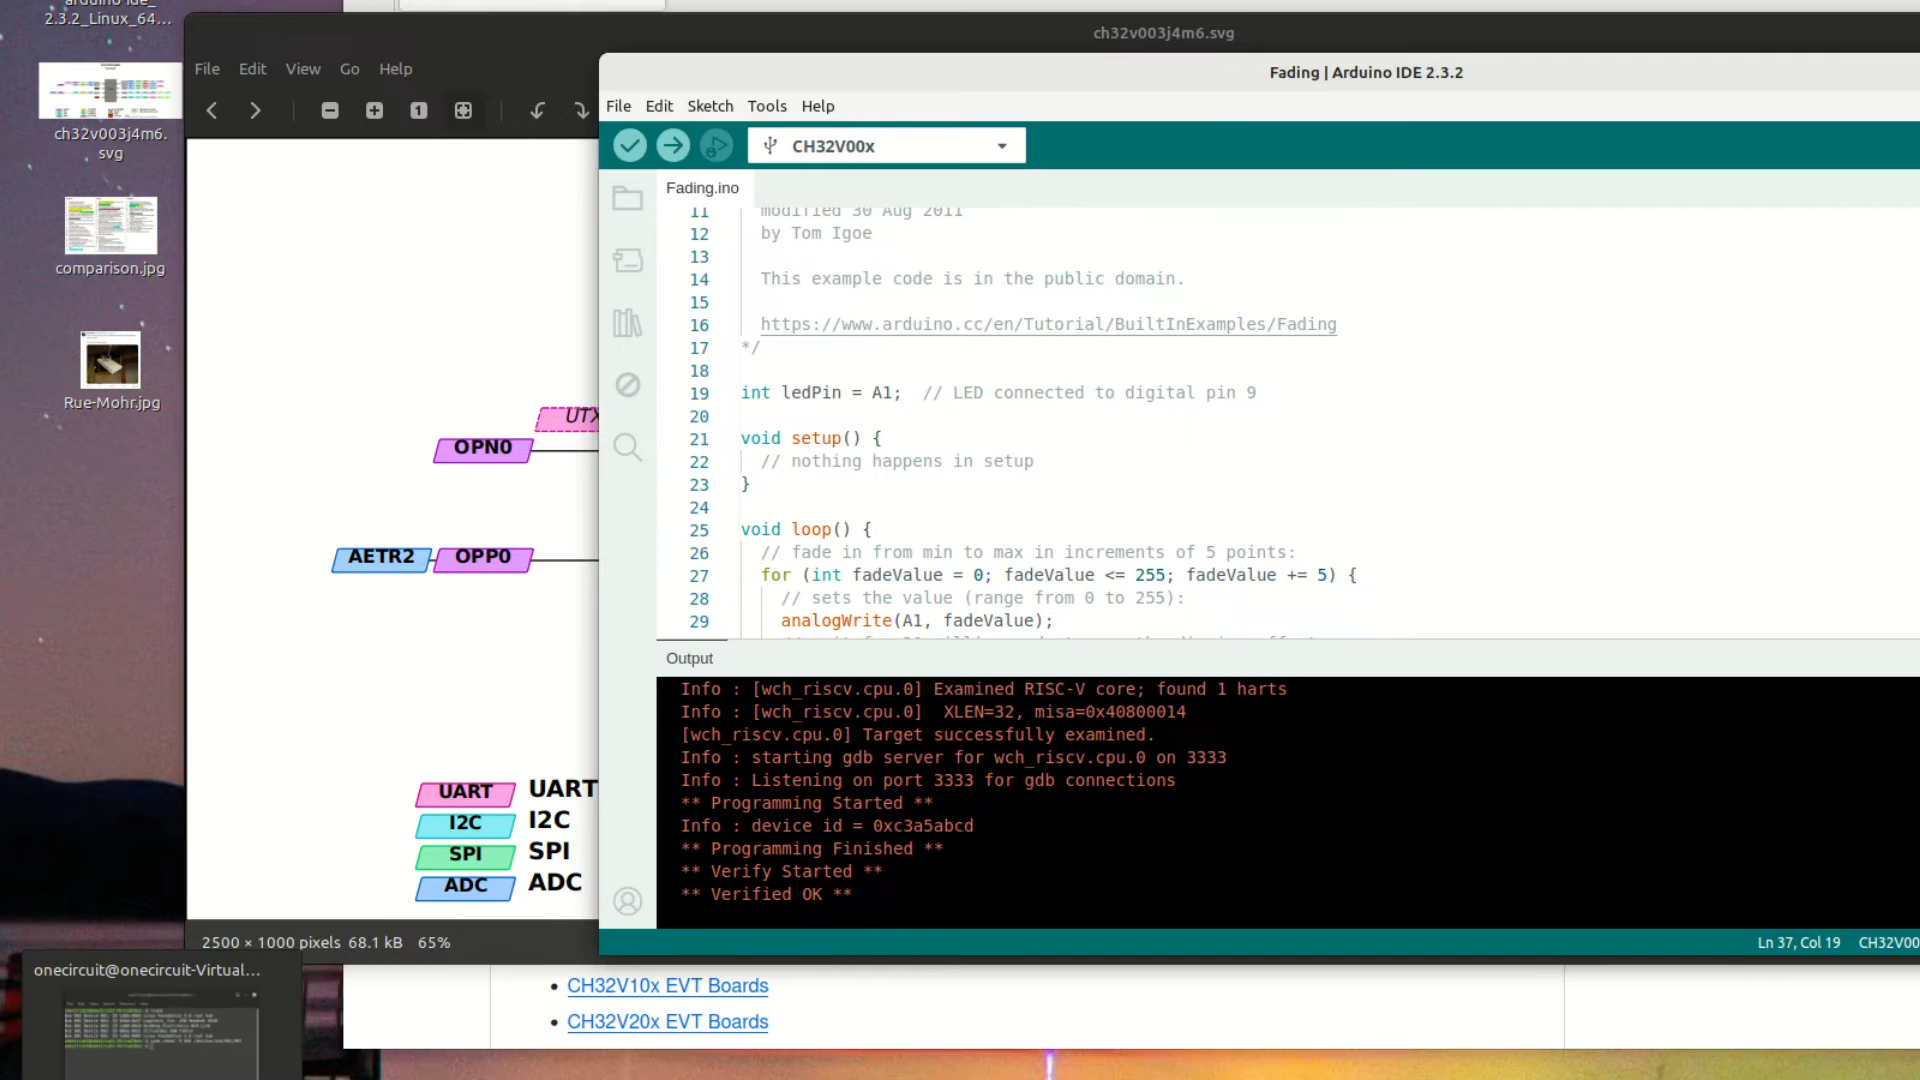 arduino-ide_
2.3.2_Linux_64...
ch32v003j4m6.
svg
comparison.jpg
Rue-Mohr.jpg
ch32v003j4m6.svg
File Edit View Go Help
OPN0
UTX
AETR2 OPP0
UART UART
I2C I2C
SPI SPI
ADC ADC
2500 × 1000 pixels 68.1 kB 65%
Fading | Arduino IDE 2.3.2
File Edit Sketch Tools Help
CH32V00x
Fading.ino
11 modified 30 Aug 2011
12 by Tom Igoe
13
14 This example code is in the public domain.
15
16 https://www.arduino.cc/en/Tutorial/BuiltInExamples/Fading
17 */
18
19 int ledPin = A1; // LED connected to digital pin 9
20
21 void setup() {
22 // nothing happens in setup
23 }
24
25 void loop() {
26 // fade in from min to max in increments of 5 points:
27 for (int fadeValue = 0; fadeValue <= 255; fadeValue += 5) {
28 // sets the value (range from 0 to 255):
29 analogWrite(A1, fadeValue);
Output
Info : [wch_riscv.cpu.0] Examined RISC-V core; found 1 harts
Info : [wch_riscv.cpu.0] XLEN=32, misa=0x40800014
[wch_riscv.cpu.0] Target successfully examined.
Info : starting gdb server for wch_riscv.cpu.0 on 3333
Info : Listening on port 3333 for gdb connections
** Programming Started **
Info : device id = 0xc3a5abcd
** Programming Finished **
** Verify Started **
** Verified OK **
Ln 37, Col 19 CH32V00
onecircuit@onecircuit-Virtual...
CH32V10x EVT Boards
CH32V20x EVT Boards